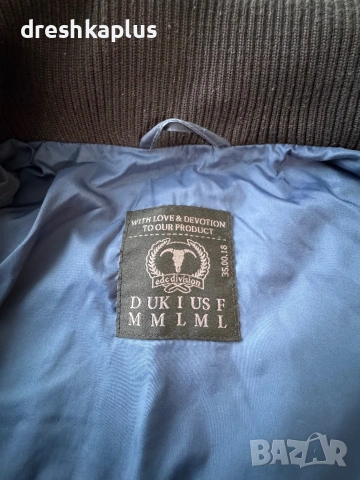 dreshkaplus
WITH LOVE & DEVOTION
TO OUR PRODUCT
edc division
35.00.18
D UK I US F
M M L M L
BAZAR